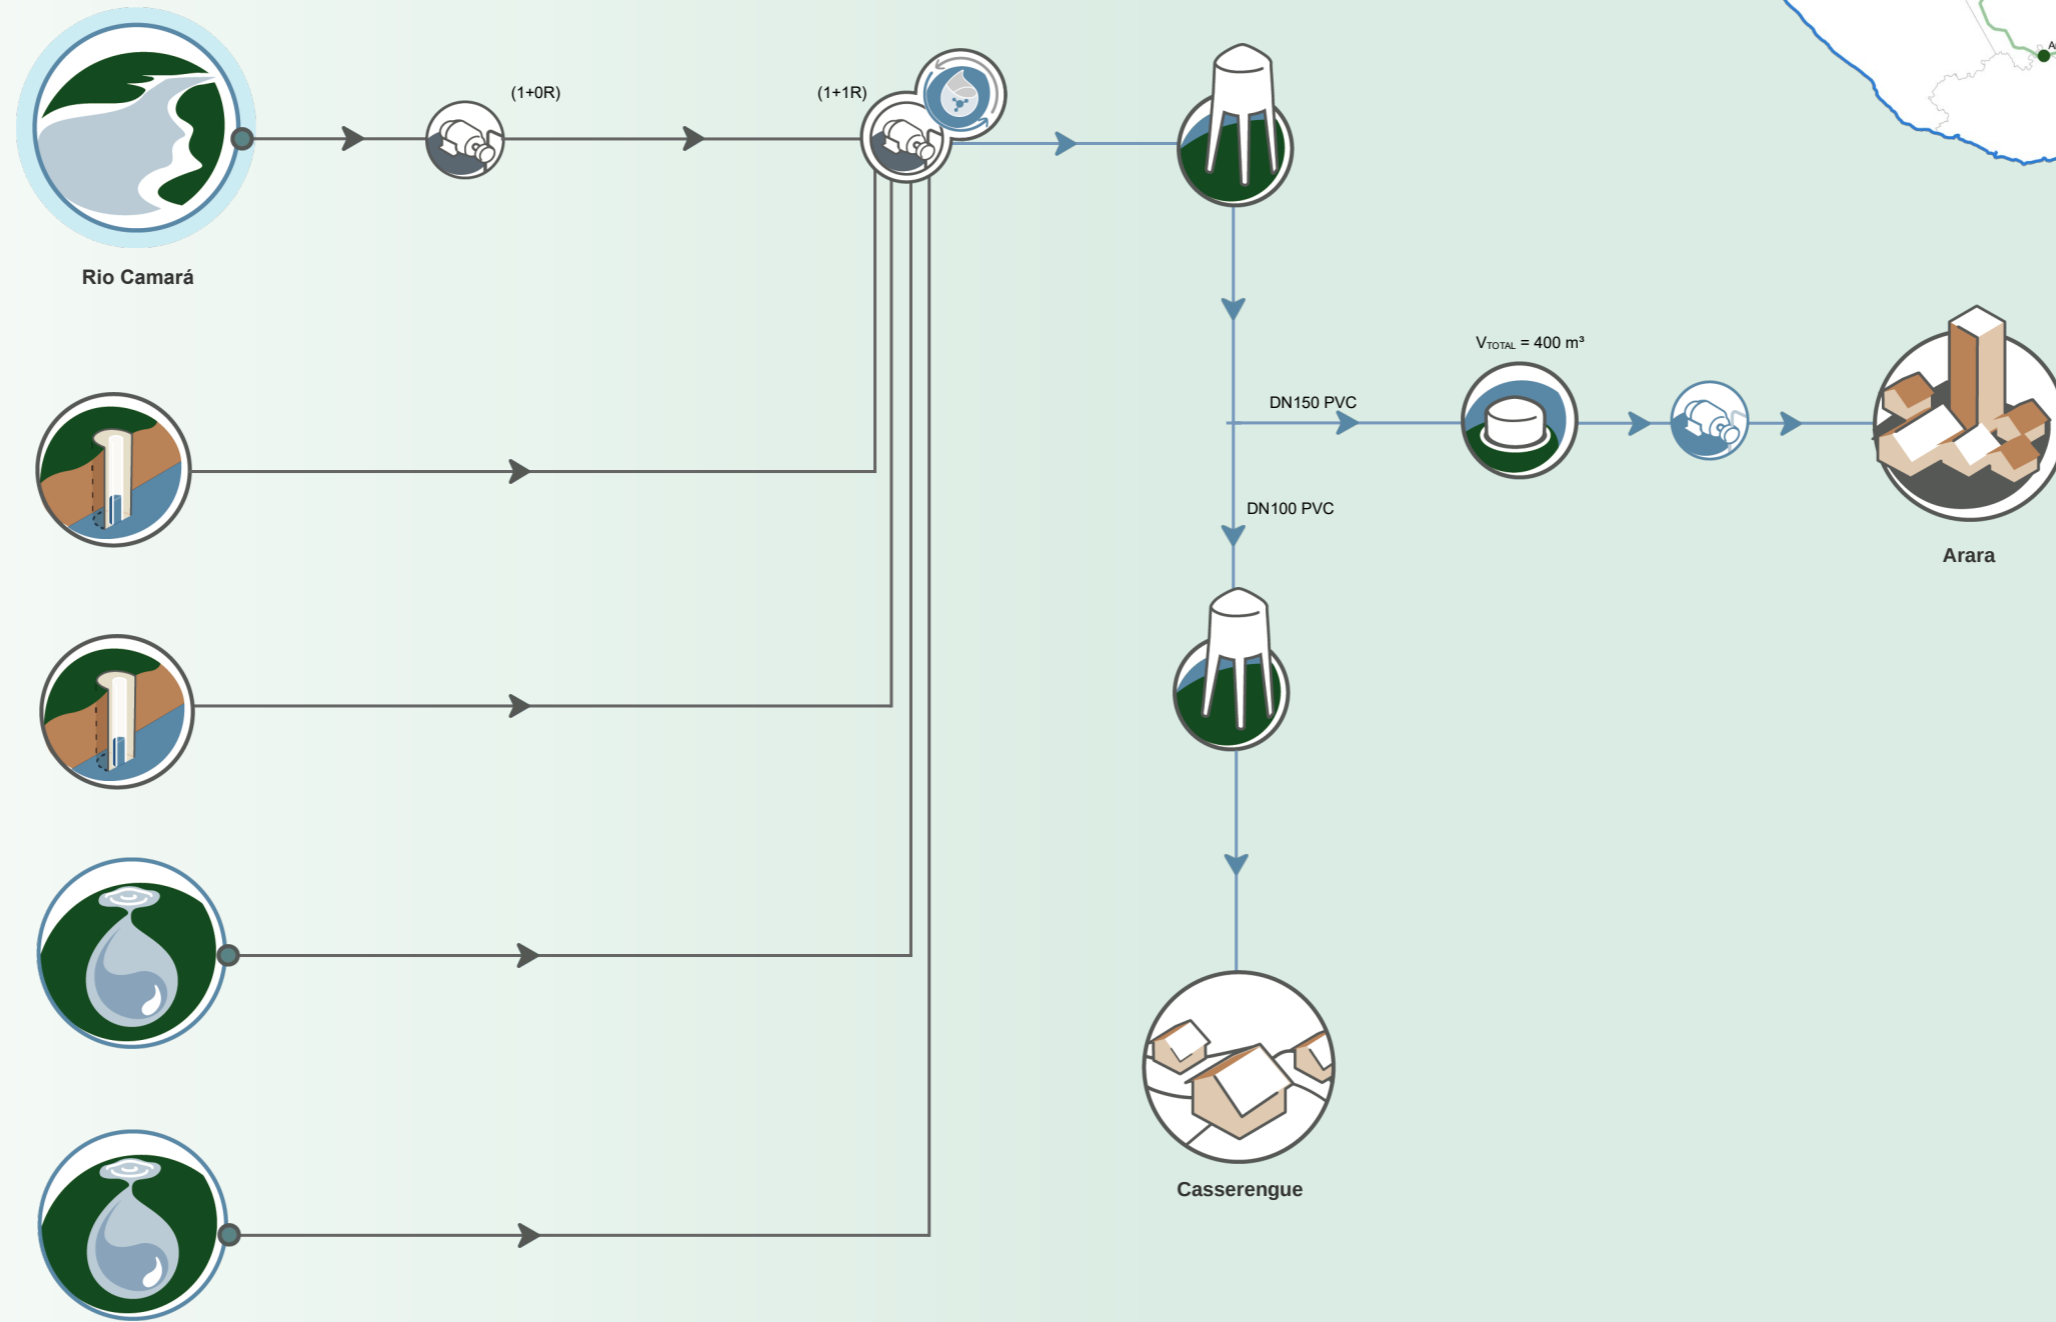 (1+0R)
(1+1R)
Rio Camará
VTOTAL = 400 m³
DN150 PVC
DN100 PVC
Arara
Casserengue